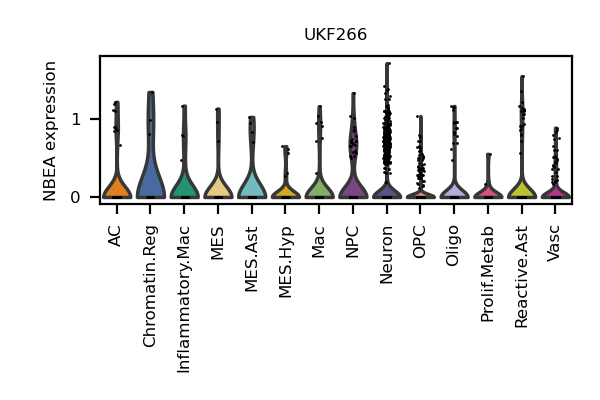 UKF266
NBEA expression
1
0
AC
Chromatin.Reg
Inflammatory.Mac
MES
MES.Ast
MES.Hyp
Mac
NPC
Neuron
OPC
Oligo
Prolif.Metab
Reactive.Ast
Vasc